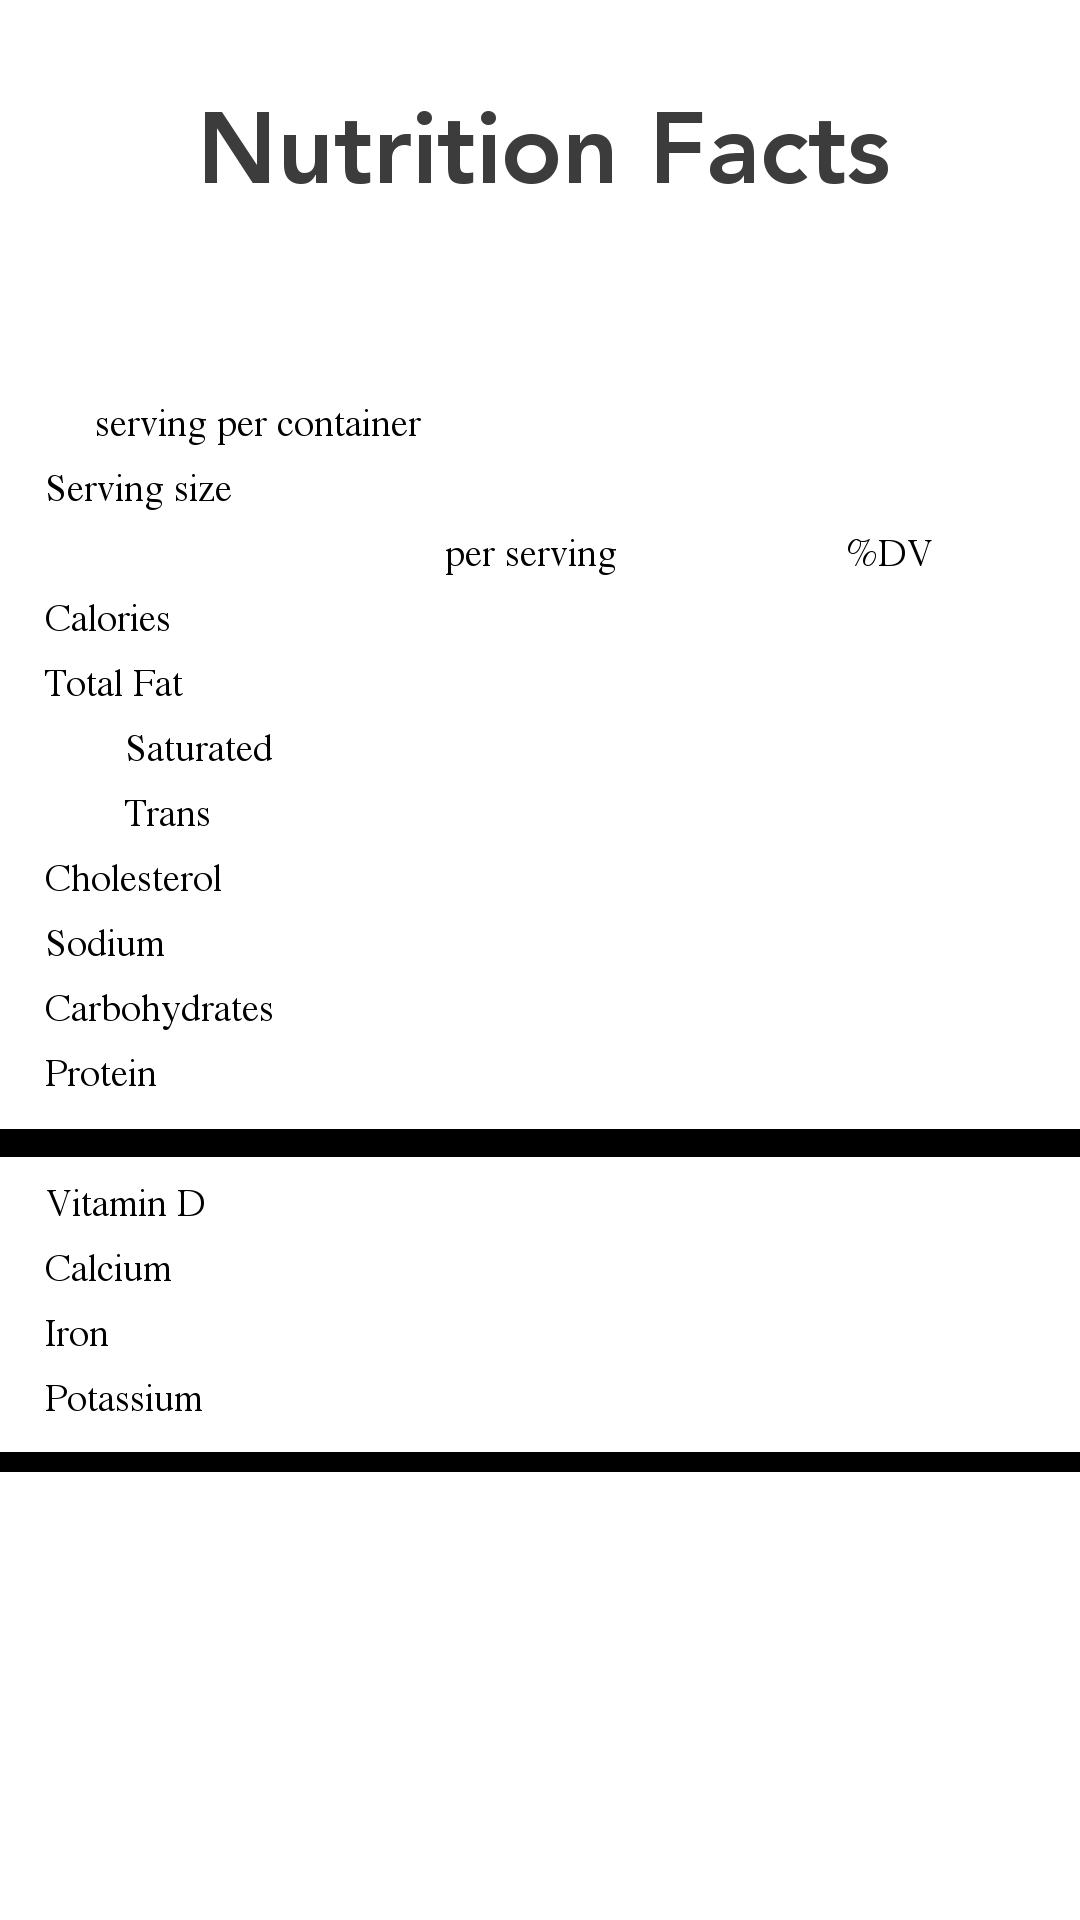 Nutrition Facts
serving per container
Serving size
per serving %DV
Calories
Total Fat
Saturated
Trans
Cholesterol
Sodium
Carbohydrates
Protein
Vitamin D
Calcium
Iron
Potassium